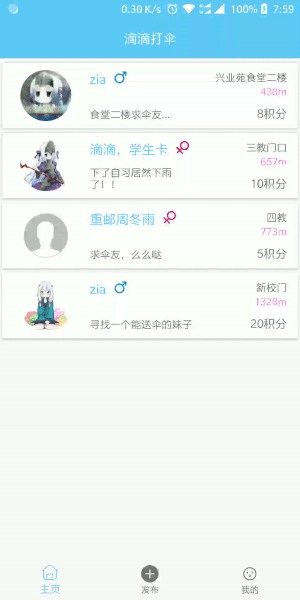 0.30 K/s 100% 7:59
滴滴打伞
zia 兴业苑食堂二楼
438m
食堂二楼求伞友... 8积分
滴滴，学生卡 三教门口
657m
下了自习居然下雨
了！！ 10积分
重邮周冬雨 四教
773m
求伞友，么么哒 5积分
zia 新校门
1328m
寻找一个能送伞的妹子 20积分
主页 发布 我的